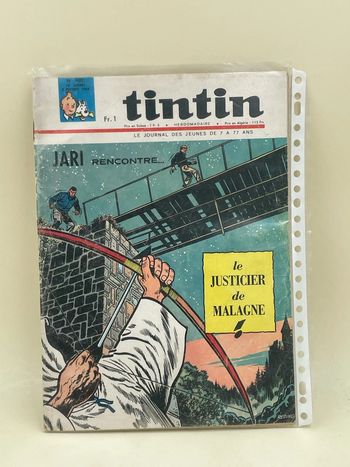 tintin
Fr. 1
HEBDOMADAIRE
LE JOURNAL DES JEUNES DE 7 A 77 ANS
JARI RENCONTRE...
le
JUSTICIER
de
MALAGNE